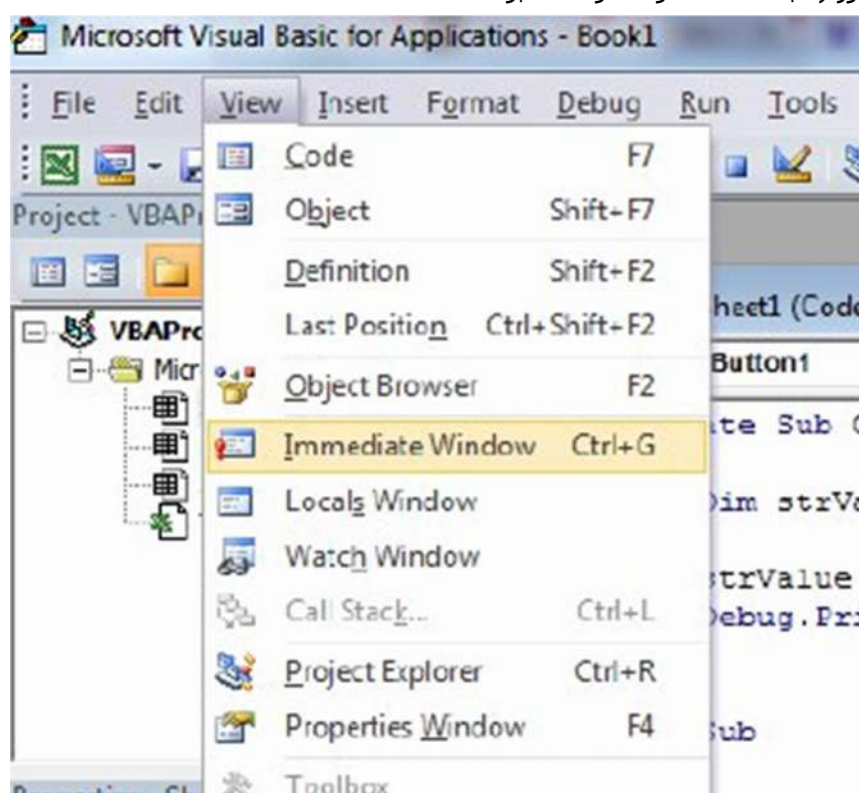 Microsoft Visual Basic for Applications - Book1
File Edit View Insert Format Debug Run Tools
Code F7
Object Shift+F7
Project - VBAPr
Definition Shift+F2
Last Position Ctrl+Shift+F2
heet1 (Code
VBAPro
Micr
Button1
Object Browser F2
te Sub
Immediate Window Ctrl+G
Locals Window
Dim strVa
Watch Window
strValue
Call Stack... Ctrl+L
Debug.Pri
Project Explorer Ctrl+R
Properties Window F4
Sub
Toolbox